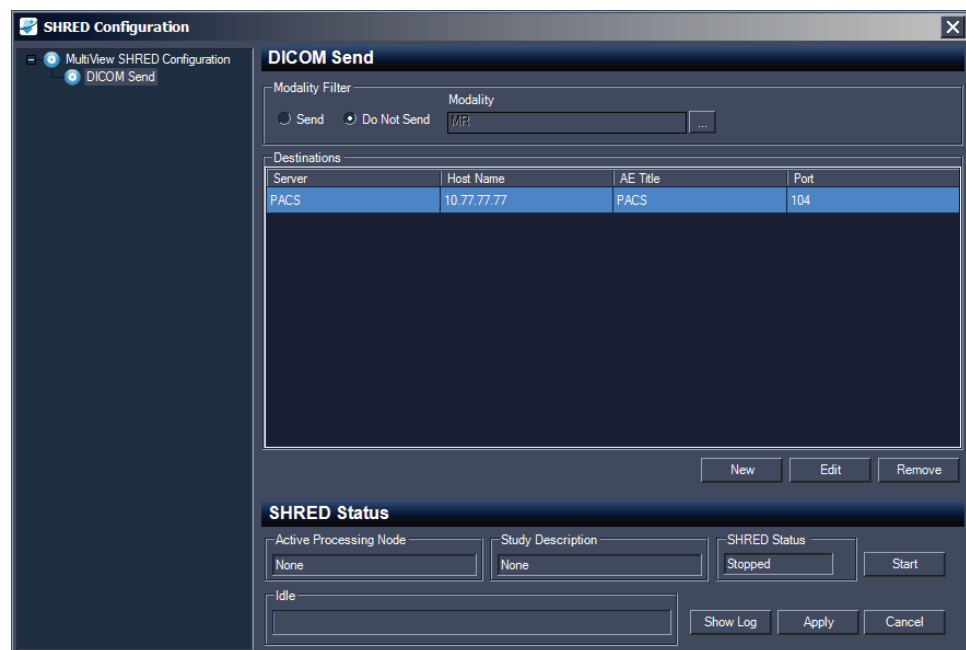 SHRED Configuration
MultiView SHRED Configuration
DICOM Send
DICOM Send
Modality Filter
Modality
Send Do Not Send MR ...
Destinations
Server Host Name AE Title Port
PACS 10.77.77.77 PACS 104
New Edit Remove
SHRED Status
Active Processing Node Study Description SHRED Status
None None Stopped Start
Idle
Show Log Apply Cancel